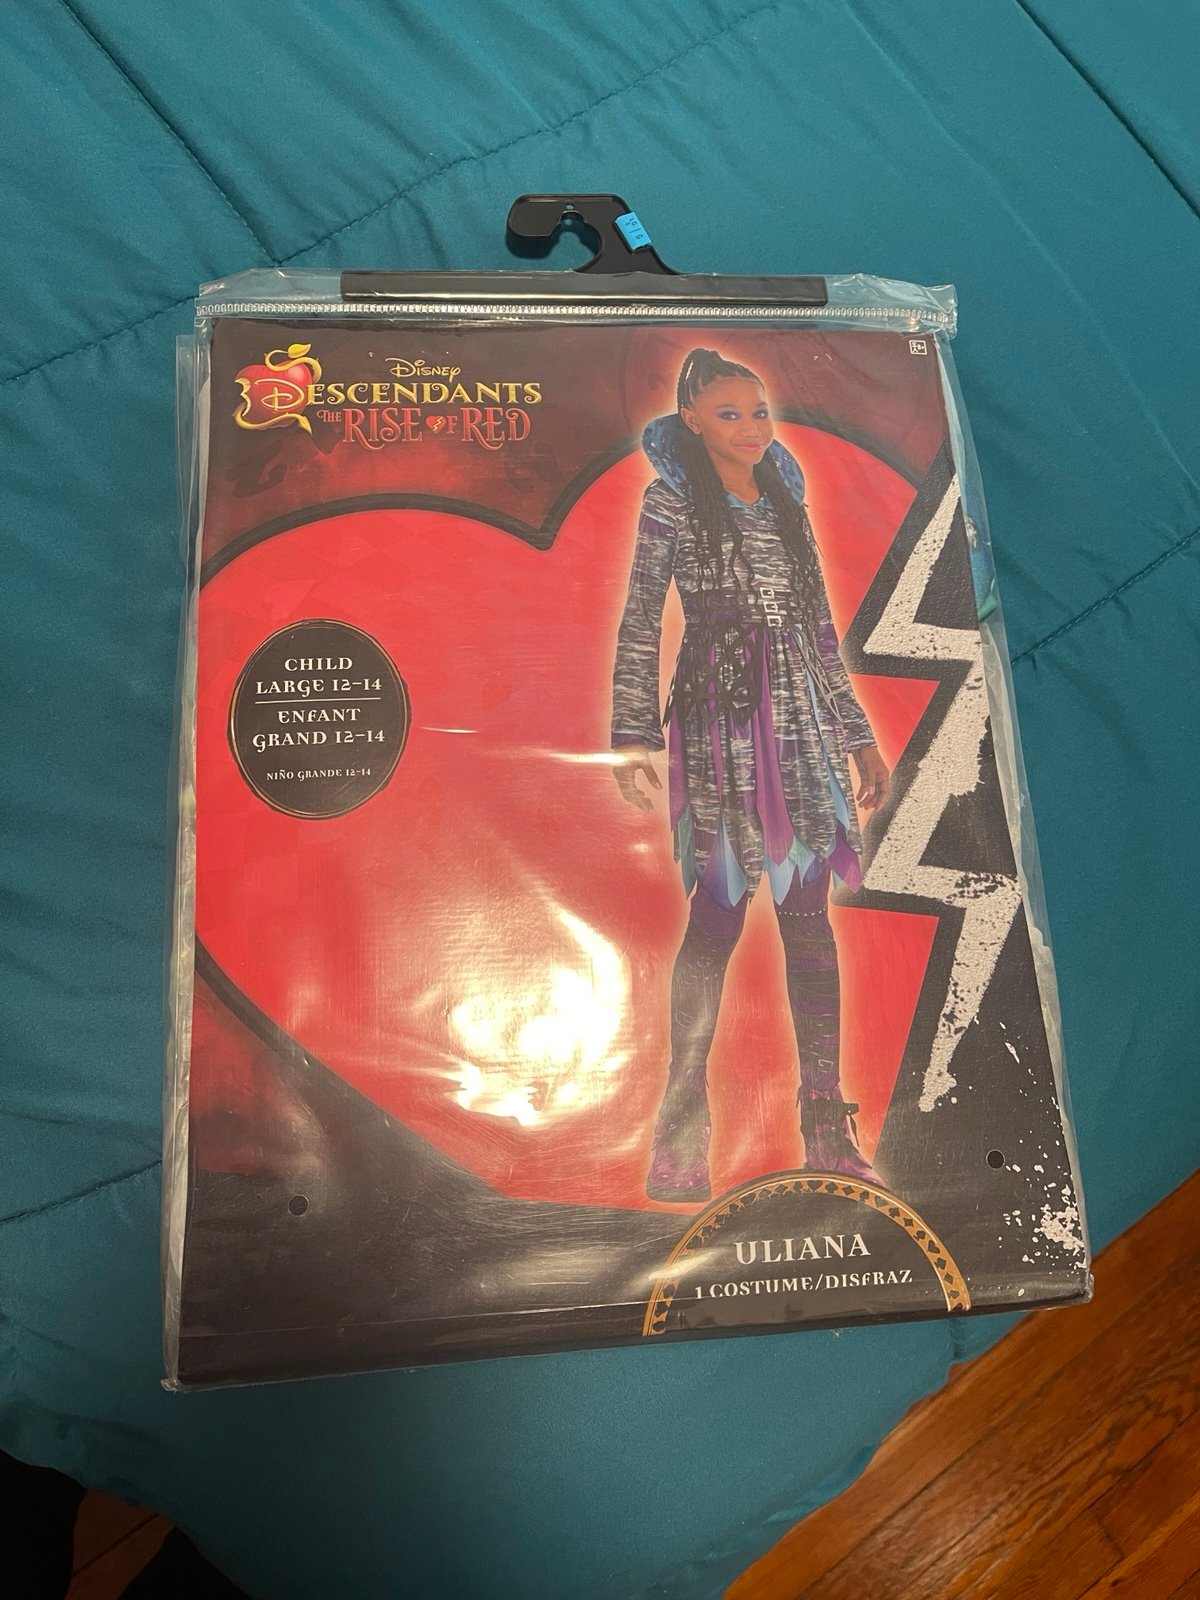 Disney
DESCENDANTS
THE RISE OF RED
CHILD
LARGE 12-14
ENFANT
GRAND 12-14
NIÑO GRANDE 12-14
ULIANA
1 COSTUME/DISFRAZ